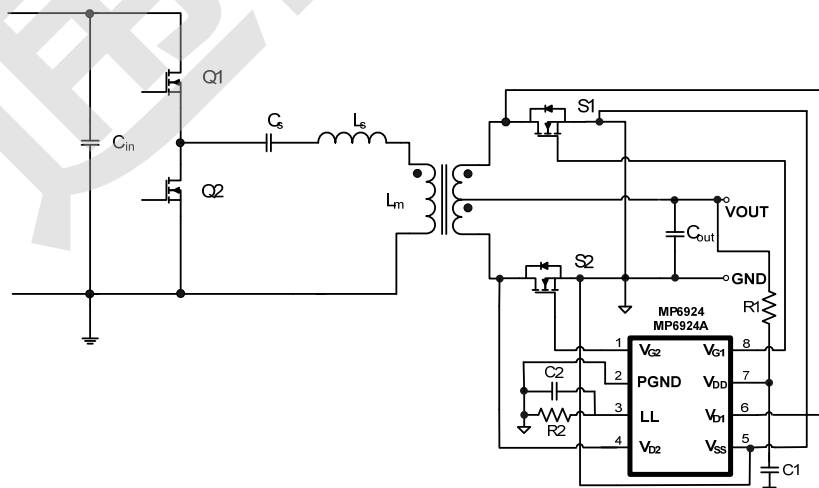 Q1
S1
Cs
Ls
Cin
Q2
Lm
VOUT
Cout
S2
GND
R1
MP6924
MP6924A
1
VG2
VG1
8
C2
2
PGND
VDD
7
3
LL
VD1
6
R2
4
VD2
VSS
5
C1